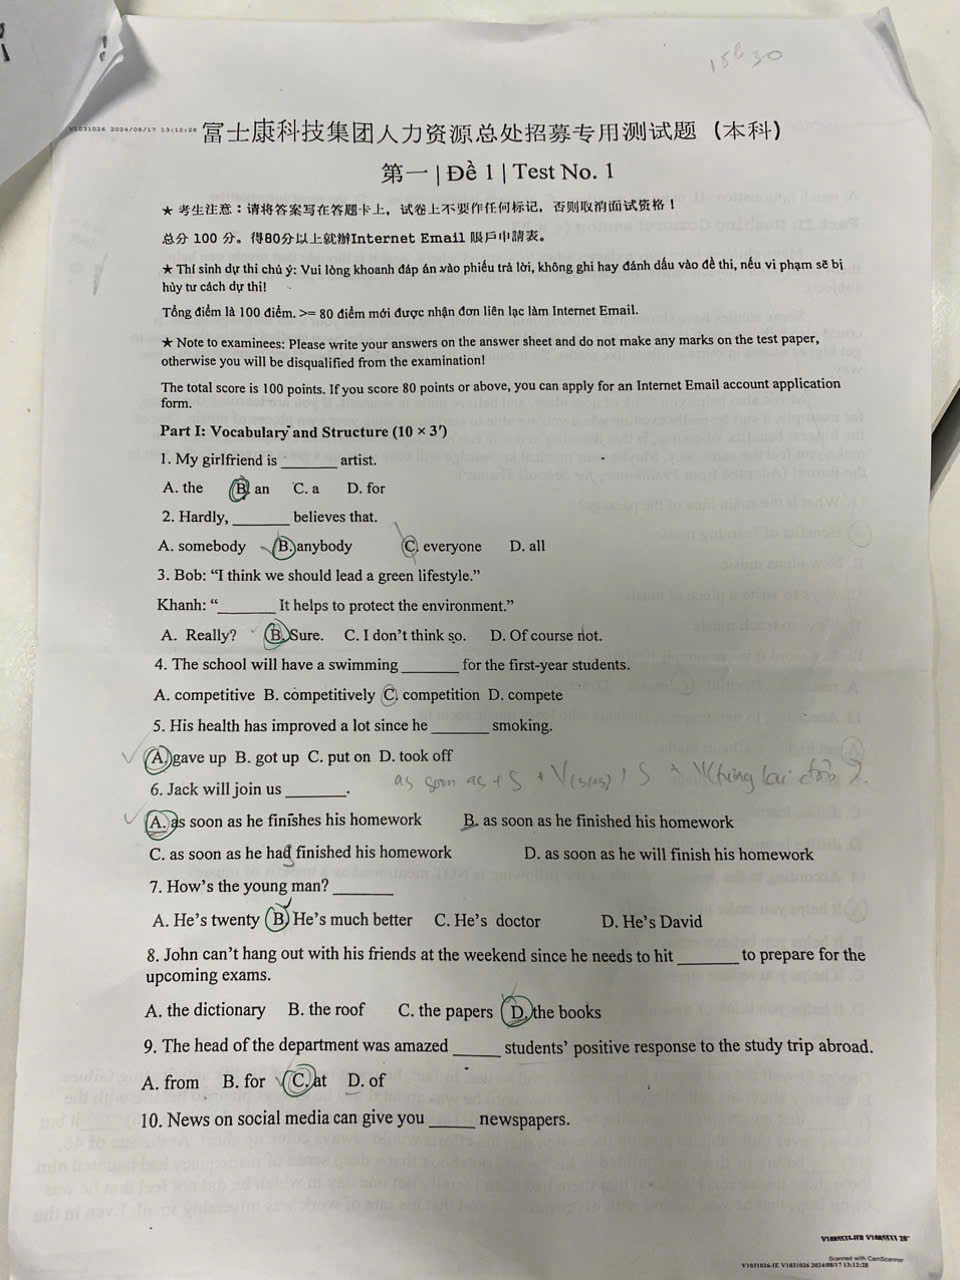 15h30
V1031026 2024/08/17 13:12:28
富士康科技集团人力资源总处招募专用测试题（本科）
第一 | Đề 1 | Test No. 1
★ 考生注意：请将答案写在答题卡上，试卷上不要作任何标记，否则取消面试资格！
总分 100 分。得80分以上就辦Internet Email 賬戶申請表。
★ Thí sinh dự thi chú ý: Vui lòng khoanh đáp án vào phiếu trả lời, không ghi hay đánh dấu vào đề thi, nếu vi phạm sẽ bị
hủy tư cách dự thi!
Tổng điểm là 100 điểm. >= 80 điểm mới được nhận đơn liên lạc làm Internet Email.
★ Note to examinees: Please write your answers on the answer sheet and do not make any marks on the test paper,
otherwise you will be disqualified from the examination!
The total score is 100 points. If you score 80 points or above, you can apply for an Internet Email account application
form.
Part I: Vocabulary and Structure (10 × 3′)
1. My girlfriend is _______ artist.
A. the B. an C. a D. for
2. Hardly, _______ believes that.
A. somebody B. anybody C. everyone D. all
3. Bob: “I think we should lead a green lifestyle.”
Khanh: “_______ It helps to protect the environment.”
A. Really? B. Sure. C. I don’t think so. D. Of course not.
4. The school will have a swimming _______ for the first-year students.
A. competitive B. competitively C. competition D. compete
5. His health has improved a lot since he _______ smoking.
A. gave up B. got up C. put on D. took off
as soon as + S + V(s/es)
6. Jack will join us _______.
A. as soon as he finishes his homework B. as soon as he finished his homework
C. as soon as he had finished his homework D. as soon as he will finish his homework
7. How’s the young man? _______
A. He’s twenty B. He’s much better C. He’s doctor D. He’s David
8. John can’t hang out with his friends at the weekend since he needs to hit _______ to prepare for the
upcoming exams.
A. the dictionary B. the roof C. the papers D. the books
9. The head of the department was amazed ______ students’ positive response to the study trip abroad.
A. from B. for C. at D. of
10. News on social media can give you ______ newspapers.
Scanned with CamScanner
V1031026-IE V1031026 2024/08/17 13:12:28